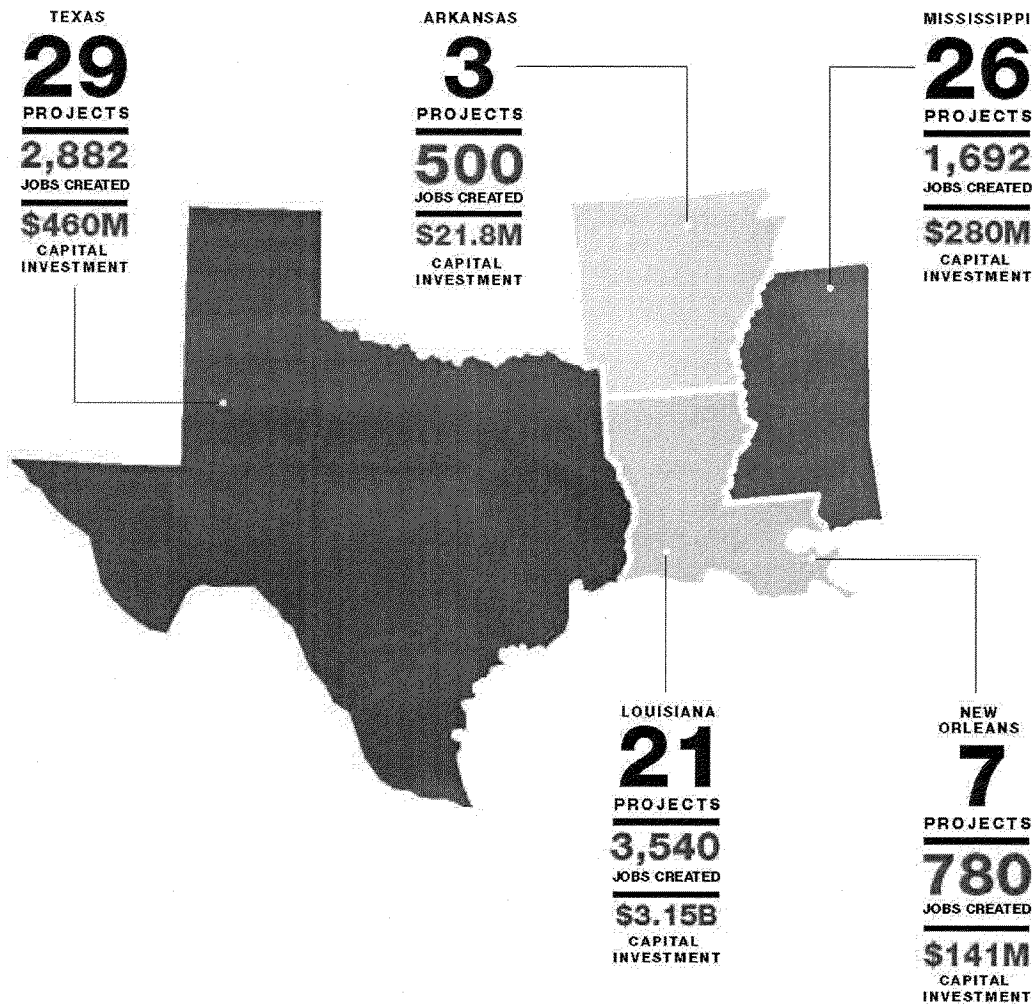 TEXAS
29
PROJECTS
2,882
JOBS CREATED
$460M
CAPITAL
INVESTMENT
ARKANSAS
3
PROJECTS
500
JOBS CREATED
$21.8M
CAPITAL
INVESTMENT
MISSISSIPPI
26
PROJECTS
1,692
JOBS CREATED
$280M
CAPITAL
INVESTMENT
LOUISIANA
21
PROJECTS
3,540
JOBS CREATED
$3.15B
CAPITAL
INVESTMENT
NEW
ORLEANS
7
PROJECTS
780
JOBS CREATED
$141M
CAPITAL
INVESTMENT